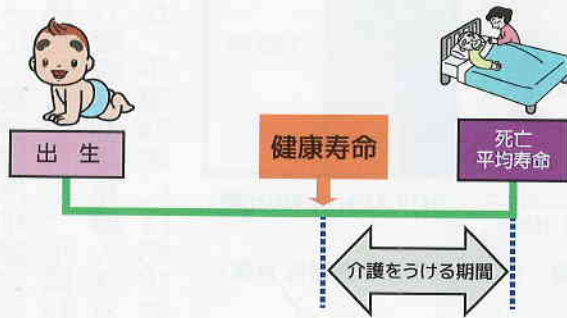 出 生
健康寿命
死亡
平均寿命
介護をうける期間